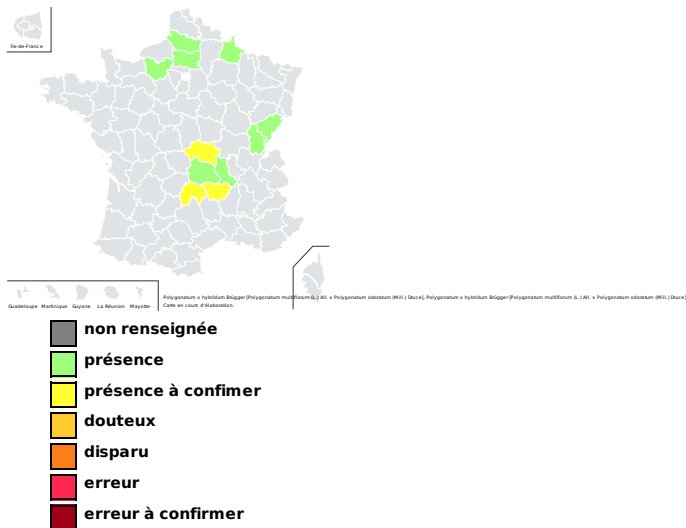 Île-de-France
Guadeloupe Martinique Guyane La Réunion Mayotte
Polygonatum x hybridum Brügger [Polygonatum multiflorum (L.) All. x Polygonatum odoratum (Mill.) Druce], Polygonatum x hybridum Brügger [Polygonatum multiflorum (L.) All. x Polygonatum odoratum (Mill.) Druce]
Carte en cours d'élaboration.
non renseignée
présence
présence à confimer
douteux
disparu
erreur
erreur à confirmer